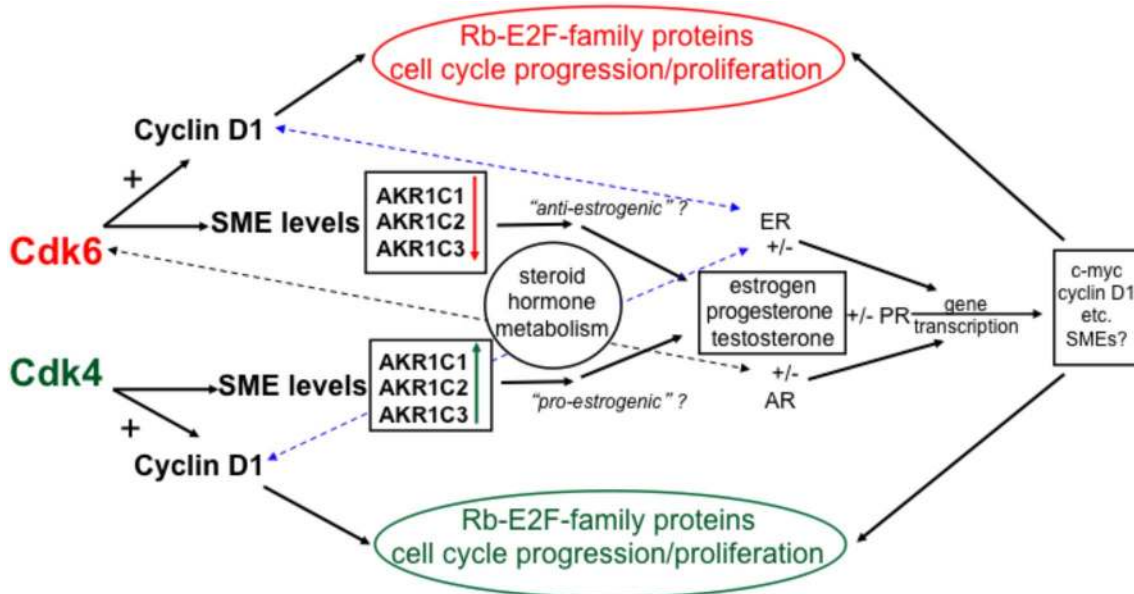 Rb-E2F-family proteins
cell cycle progression/proliferation
Cyclin D1
+
SME levels
AKR1C1
AKR1C2
AKR1C3
"anti-estrogenic" ?
ER
+/-
Cdk6
steroid
hormone
metabolism
estrogen
progesterone
testosterone
+/- PR
gene
transcription
c-myc
cyclin D1
etc.
SMEs?
Cdk4
SME levels
AKR1C1
AKR1C2
AKR1C3
"pro-estrogenic" ?
+/-
AR
+
Cyclin D1
Rb-E2F-family proteins
cell cycle progression/proliferation